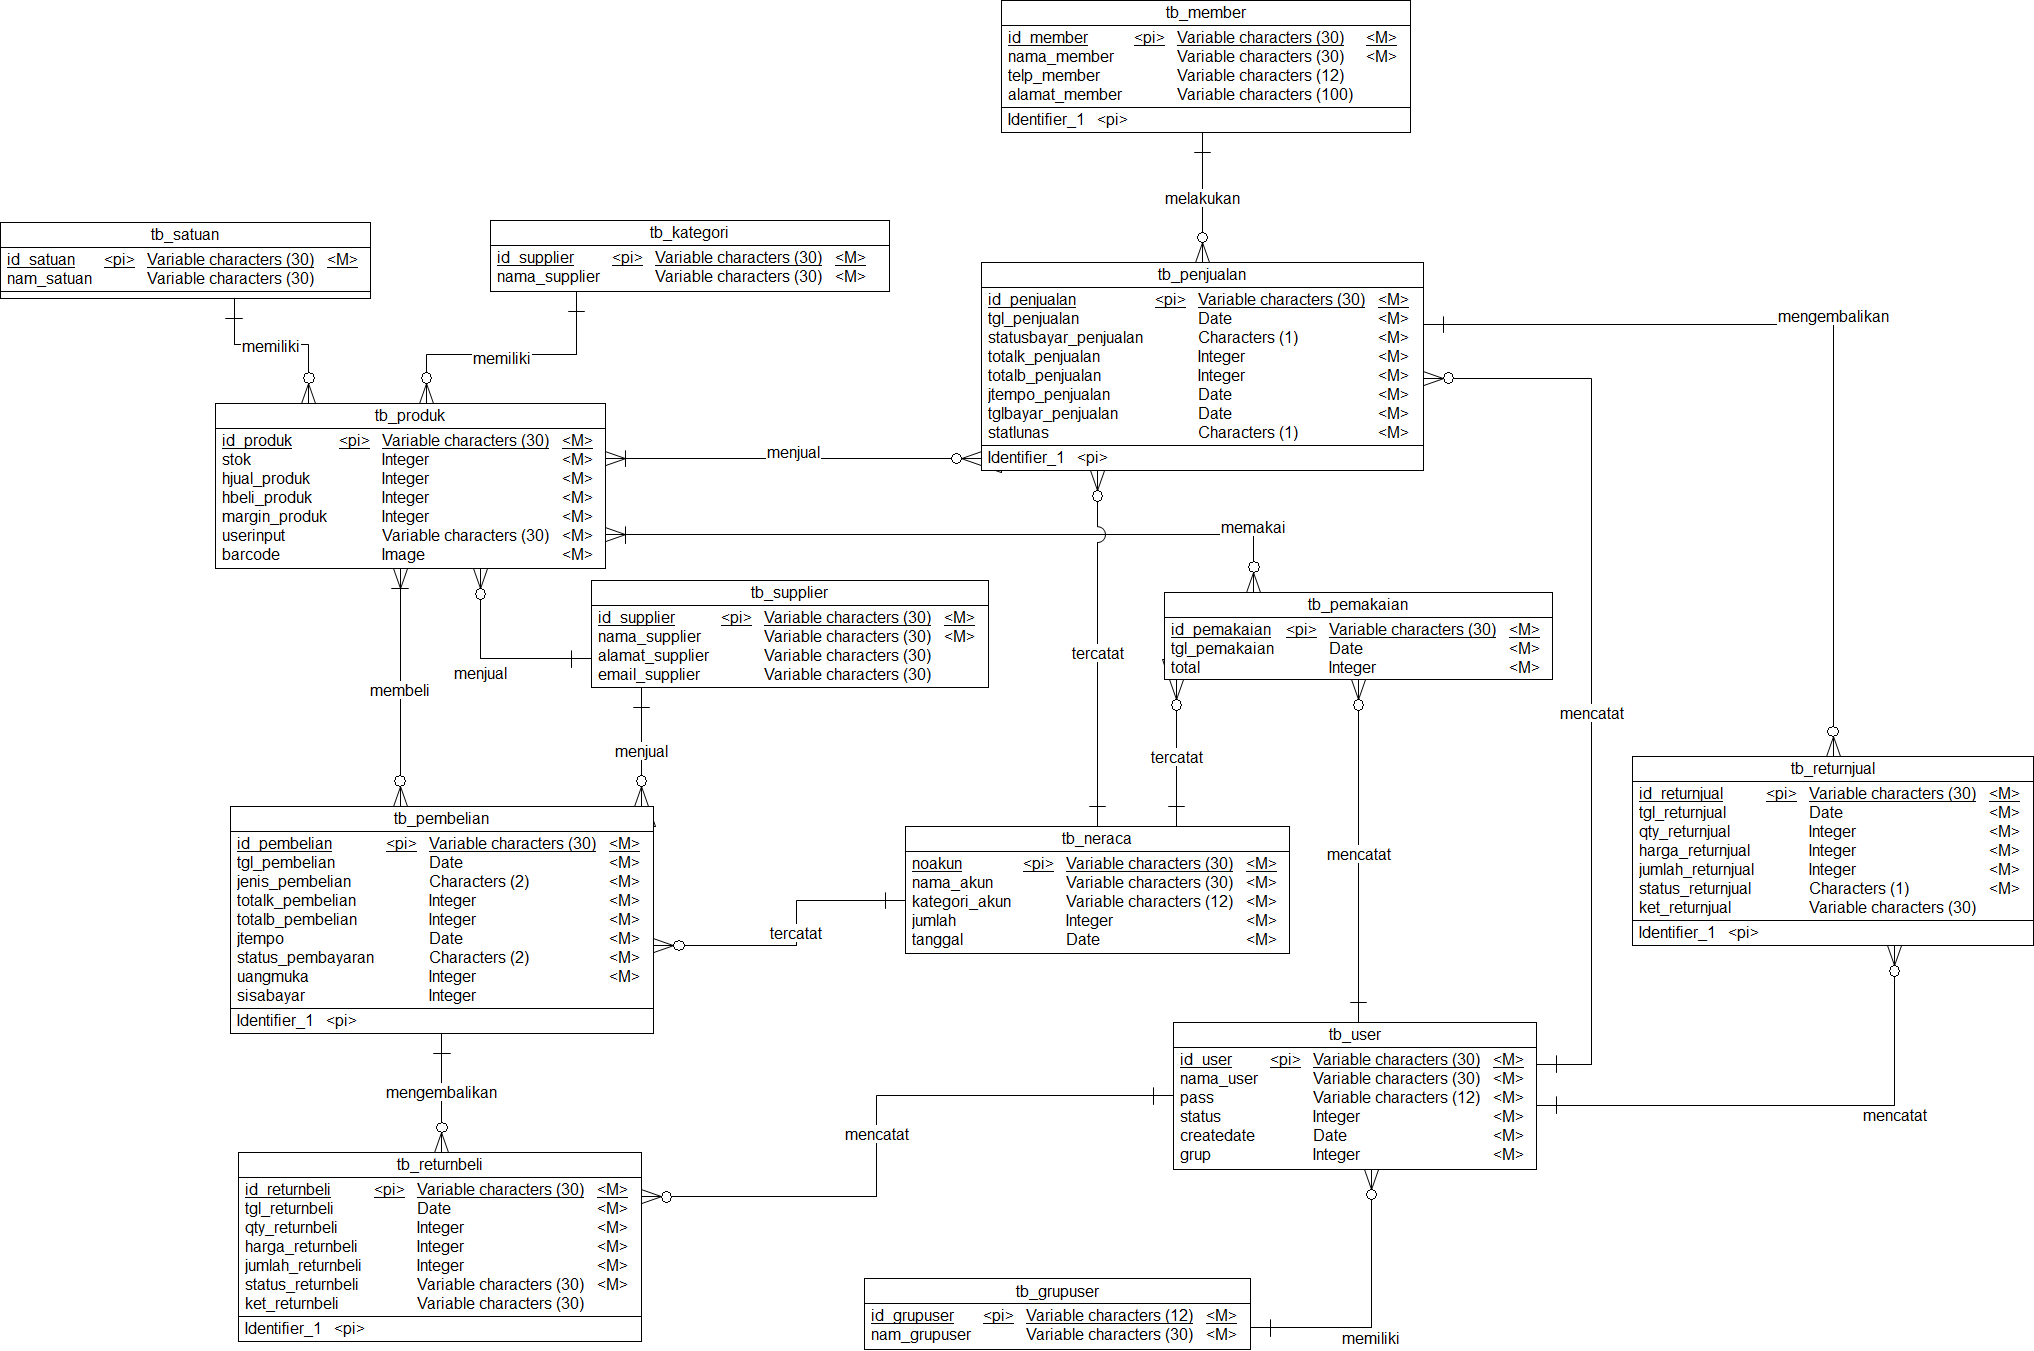 tb_member
id_member <pi> Variable characters (30) <M>
nama_member Variable characters (30) <M>
telp_member Variable characters (12)
alamat_member Variable characters (100)
Identifier_1 <pi>
melakukan
tb_satuan
id_satuan <pi> Variable characters (30) <M>
nam_satuan Variable characters (30)
memiliki
tb_kategori
id_supplier <pi> Variable characters (30) <M>
nama_supplier Variable characters (30) <M>
memiliki
tb_penjualan
id_penjualan <pi> Variable characters (30) <M>
tgl_penjualan Date <M>
statusbayar_penjualan Characters (1) <M>
totalk_penjualan Integer <M>
totalb_penjualan Integer <M>
jtempo_penjualan Date <M>
tglbayar_penjualan Date <M>
statlunas Characters (1) <M>
Identifier_1 <pi>
mengembalikan
tb_produk
id_produk <pi> Variable characters (30) <M>
stok Integer <M>
hjual_produk Integer <M>
hbeli_produk Integer <M>
margin_produk Integer <M>
userinput Variable characters (30) <M>
barcode Image <M>
menjual
memakai
tb_supplier
id_supplier <pi> Variable characters (30) <M>
nama_supplier Variable characters (30) <M>
alamat_supplier Variable characters (30)
email_supplier Variable characters (30)
tb_pemakaian
id_pemakaian <pi> Variable characters (30) <M>
tgl_pemakaian Date <M>
total Integer <M>
menjual
membeli
menjual
tercatat
tercatat
mencatat
tb_returnjual
id_returnjual <pi> Variable characters (30) <M>
tgl_returnjual Date <M>
qty_returnjual Integer <M>
harga_returnjual Integer <M>
jumlah_returnjual Integer <M>
status_returnjual Characters (1) <M>
ket_returnjual Variable characters (30)
Identifier_1 <pi>
tb_pembelian
id_pembelian <pi> Variable characters (30) <M>
tgl_pembelian Date <M>
jenis_pembelian Characters (2) <M>
totalk_pembelian Integer <M>
totalb_pembelian Integer <M>
jtempo Date <M>
status_pembayaran Characters (2) <M>
uangmuka Integer <M>
sisabayar Integer
Identifier_1 <pi>
tb_neraca
noakun <pi> Variable characters (30) <M>
nama_akun Variable characters (30) <M>
kategori_akun Variable characters (12) <M>
jumlah Integer <M>
tanggal Date <M>
tercatat
mencatat
tb_user
id_user <pi> Variable characters (30) <M>
nama_user Variable characters (30) <M>
pass Variable characters (12) <M>
status Integer <M>
createdate Date <M>
grup Integer <M>
mencatat
mengembalikan
mencatat
tb_returnbeli
id_returnbeli <pi> Variable characters (30) <M>
tgl_returnbeli Date <M>
qty_returnbeli Integer <M>
harga_returnbeli Integer <M>
jumlah_returnbeli Integer <M>
status_returnbeli Variable characters (30) <M>
ket_returnbeli Variable characters (30)
Identifier_1 <pi>
tb_grupuser
id_grupuser <pi> Variable characters (12) <M>
nam_grupuser Variable characters (30) <M>
memiliki